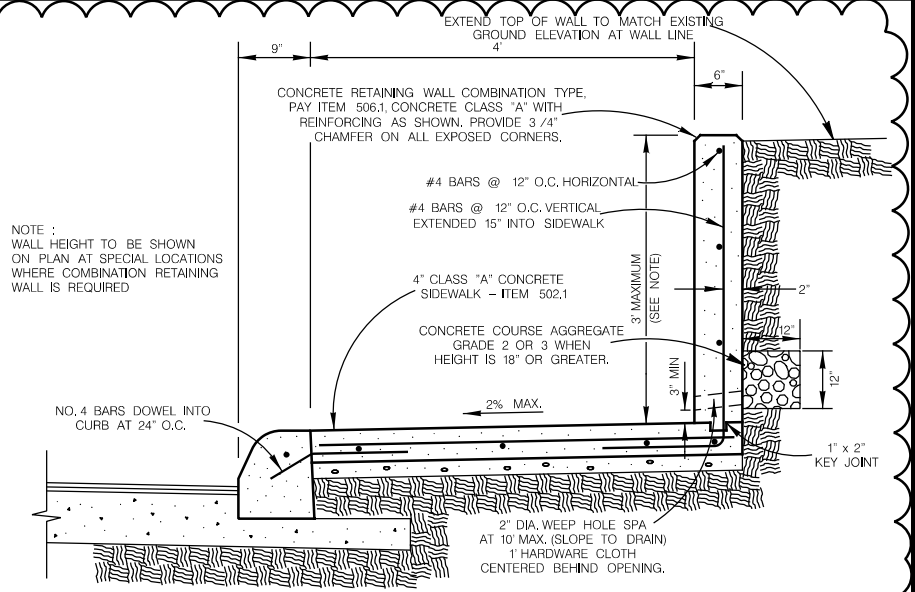 EXTEND TOP OF WALL TO MATCH EXISTING
GROUND ELEVATION AT WALL LINE
9"
4'
6"
CONCRETE RETAINING WALL COMBINATION TYPE,
PAY ITEM 506.1, CONCRETE CLASS "A" WITH
REINFORCING AS SHOWN. PROVIDE 3 /4"
CHAMFER ON ALL EXPOSED CORNERS.
#4 BARS @ 12" O.C. HORIZONTAL
#4 BARS @ 12" O.C. VERTICAL
EXTENDED 15" INTO SIDEWALK
NOTE :
WALL HEIGHT TO BE SHOWN
ON PLAN AT SPECIAL LOCATIONS
WHERE COMBINATION RETAINING
WALL IS REQUIRED
4" CLASS "A" CONCRETE
SIDEWALK - ITEM 502.1
3' MAXIMUM
(SEE NOTE)
2"
CONCRETE COURSE AGGREGATE
GRADE 2 OR 3 WHEN
HEIGHT IS 18" OR GREATER.
12"
12"
3" MIN
2% MAX.
NO. 4 BARS DOWEL INTO
CURB AT 24" O.C.
1" x 2"
KEY JOINT
2" DIA. WEEP HOLE SPA
AT 10' MAX. (SLOPE TO DRAIN)
1' HARDWARE CLOTH
CENTERED BEHIND OPENING.